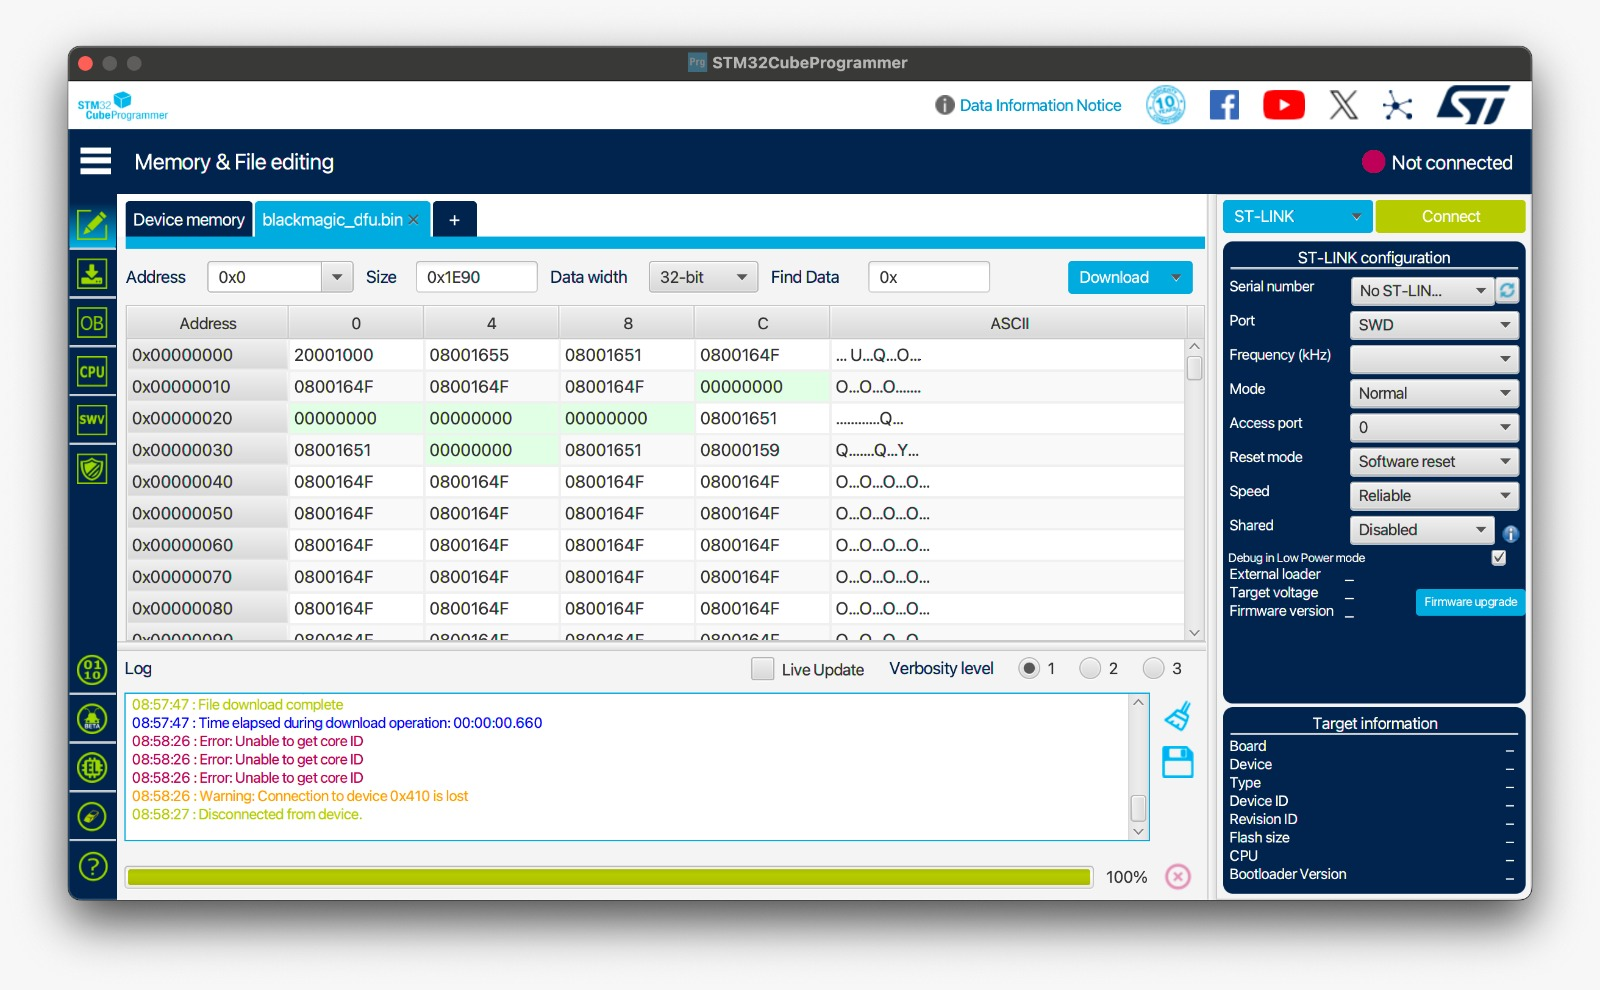 Prg STM32CubeProgrammer
STM32 CubeProgrammer
Data Information Notice
10
Memory & File editing
Not connected
Device memory
blackmagic_dfu.bin
+
ST-LINK
Connect
Address 0x0 Size 0x1E90 Data width 32-bit Find Data 0x Download
Address 0 4 8 C ASCII
0x00000000 20001000 08001655 08001651 0800164F ... U...Q...O...
0x00000010 0800164F 0800164F 0800164F 00000000 O...O...O.......
0x00000020 00000000 00000000 00000000 08001651 ............Q...
0x00000030 08001651 00000000 08001651 08000159 Q.......Q...Y...
0x00000040 0800164F 0800164F 0800164F 0800164F O...O...O...O...
0x00000050 0800164F 0800164F 0800164F 0800164F O...O...O...O...
0x00000060 0800164F 0800164F 0800164F 0800164F O...O...O...O...
0x00000070 0800164F 0800164F 0800164F 0800164F O...O...O...O...
0x00000080 0800164F 0800164F 0800164F 0800164F O...O...O...O...
0x00000090 0800164F 0800164F 0800164F 0800164F O...O...O...O...
OB
CPU
SWV
01
10
BETA
EL
?
Log Live Update Verbosity level 1 2 3
08:57:47 : File download complete
08:57:47 : Time elapsed during download operation: 00:00:00.660
08:58:26 : Error: Unable to get core ID
08:58:26 : Error: Unable to get core ID
08:58:26 : Error: Unable to get core ID
08:58:26 : Warning: Connection to device 0x410 is lost
08:58:27 : Disconnected from device.
100%
ST-LINK configuration
Serial number No ST-LIN...
Port SWD
Frequency (kHz)
Mode Normal
Access port 0
Reset mode Software reset
Speed Reliable
Shared Disabled
Debug in Low Power mode
External loader _
Target voltage _
Firmware version _
Firmware upgrade
Target information
Board _
Device _
Type _
Device ID _
Revision ID _
Flash size _
CPU _
Bootloader Version _